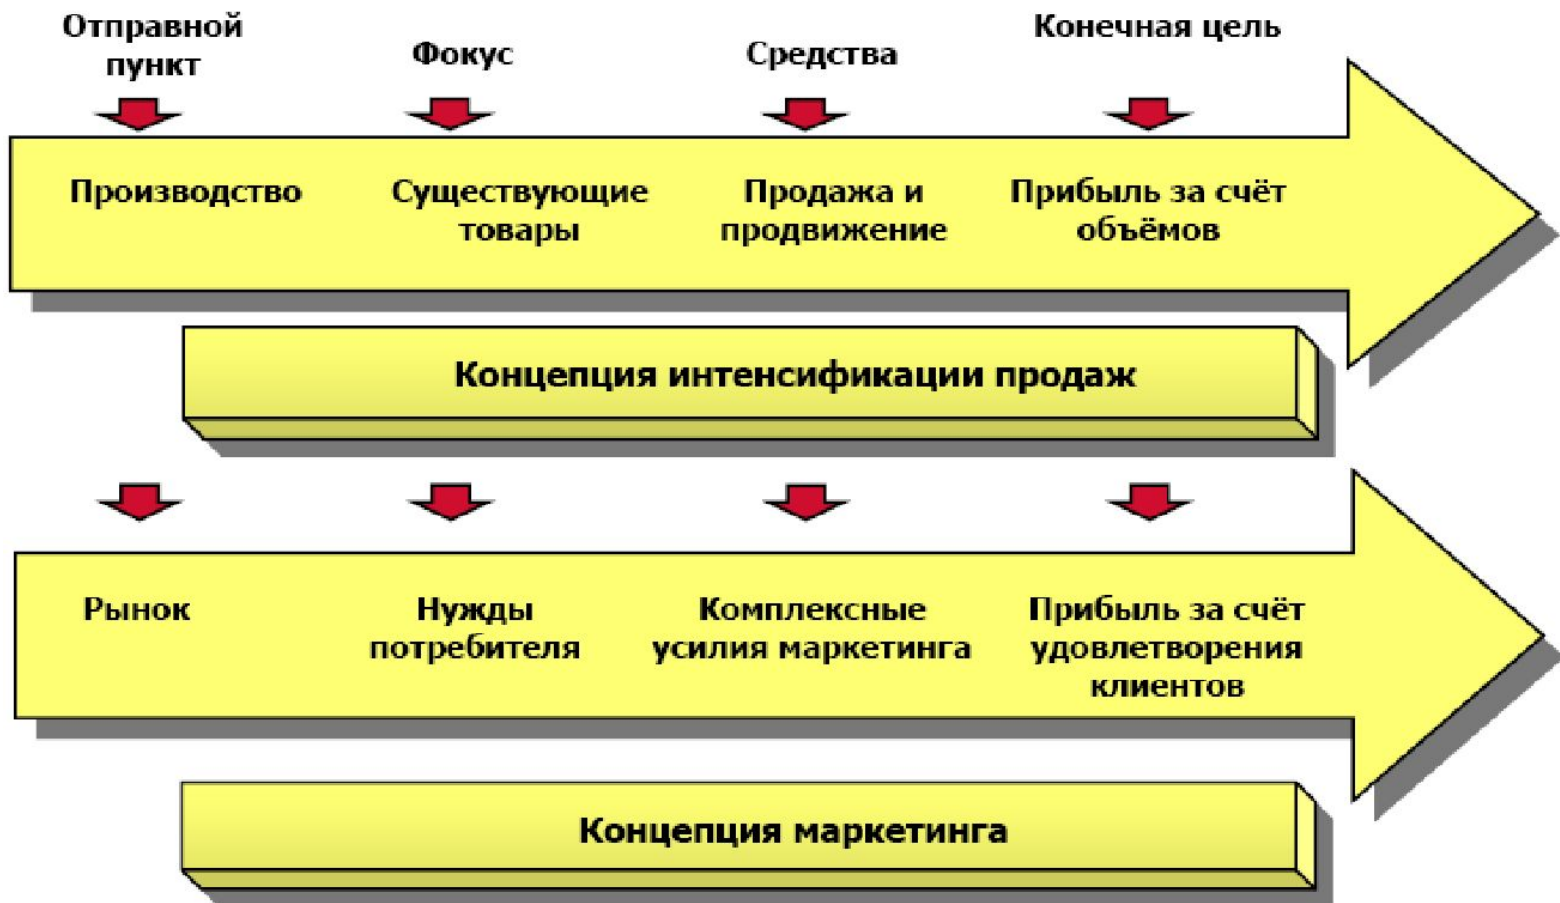 Отправной
пункт
Фокус
Средства
Конечная цель
Производство
Существующие
товары
Продажа и
продвижение
Прибыль за счёт
объёмов
Концепция интенсификации продаж
Рынок
Нужды
потребителя
Комплексные
усилия маркетинга
Прибыль за счёт
удовлетворения
клиентов
Концепция маркетинга